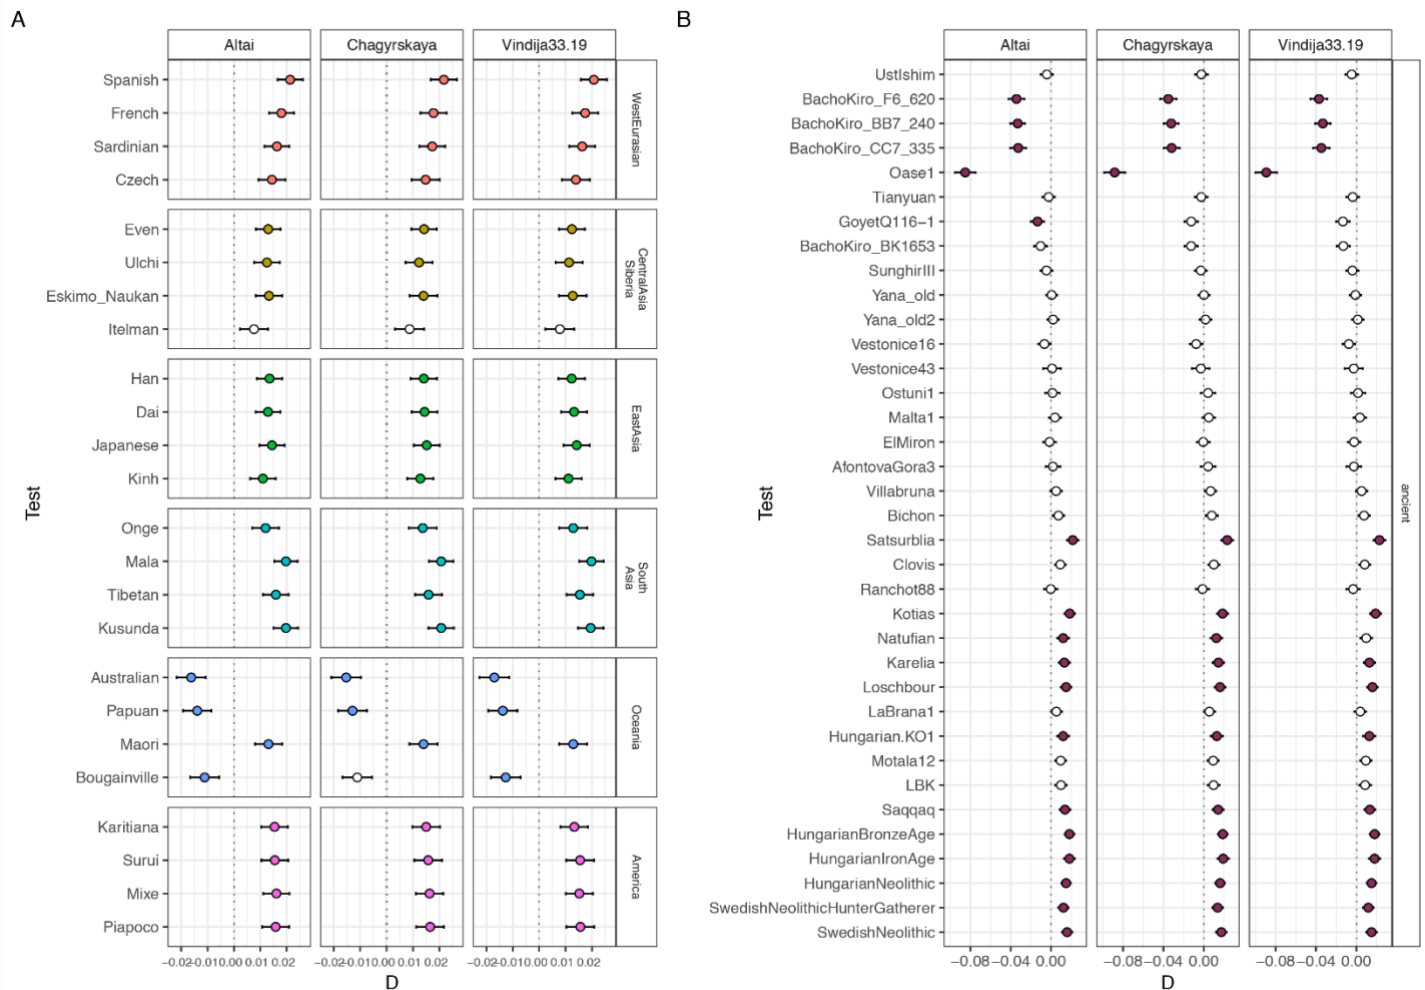 A
Altai
Chagyrskaya
Vindija33.19
Test
Spanish
French
Sardinian
Czech
WestEurasian
Even
Ulchi
Eskimo_Naukan
Itelman
CentralAsia
Siberia
Han
Dai
Japanese
Kinh
EastAsia
Onge
Mala
Tibetan
Kusunda
South
Asia
Australian
Papuan
Maori
Bougainville
Oceania
Karitiana
Surui
Mixe
Piapoco
America
−0.02−0.010.00 0.01 0.02
−0.02−0.010.00 0.01 0.02
−0.02−0.010.00 0.01 0.02
D
B
Altai
Chagyrskaya
Vindija33.19
Test
UstIshim
BachoKiro_F6_620
BachoKiro_BB7_240
BachoKiro_CC7_335
Oase1
Tianyuan
GoyetQ116−1
BachoKiro_BK1653
SunghirIII
Yana_old
Yana_old2
Vestonice16
Vestonice43
Ostuni1
Malta1
ElMiron
AfontovaGora3
Villabruna
Bichon
Satsurblia
Clovis
Ranchot88
Kotias
Natufian
Karelia
Loschbour
LaBrana1
Hungarian.KO1
Motala12
LBK
Saqqaq
HungarianBronzeAge
HungarianIronAge
HungarianNeolithic
SwedishNeolithicHunterGatherer
SwedishNeolithic
ancient
−0.08−0.04 0.00
−0.08−0.04 0.00
−0.08−0.04 0.00
D